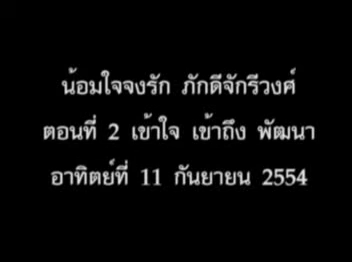 น้อมใจจงรัก ภักดีจักรีวงศ์
ตอนที่ 2 เข้าใจ เข้าถึง พัฒนา
อาทิตย์ที่ 11 กันยายน 2554